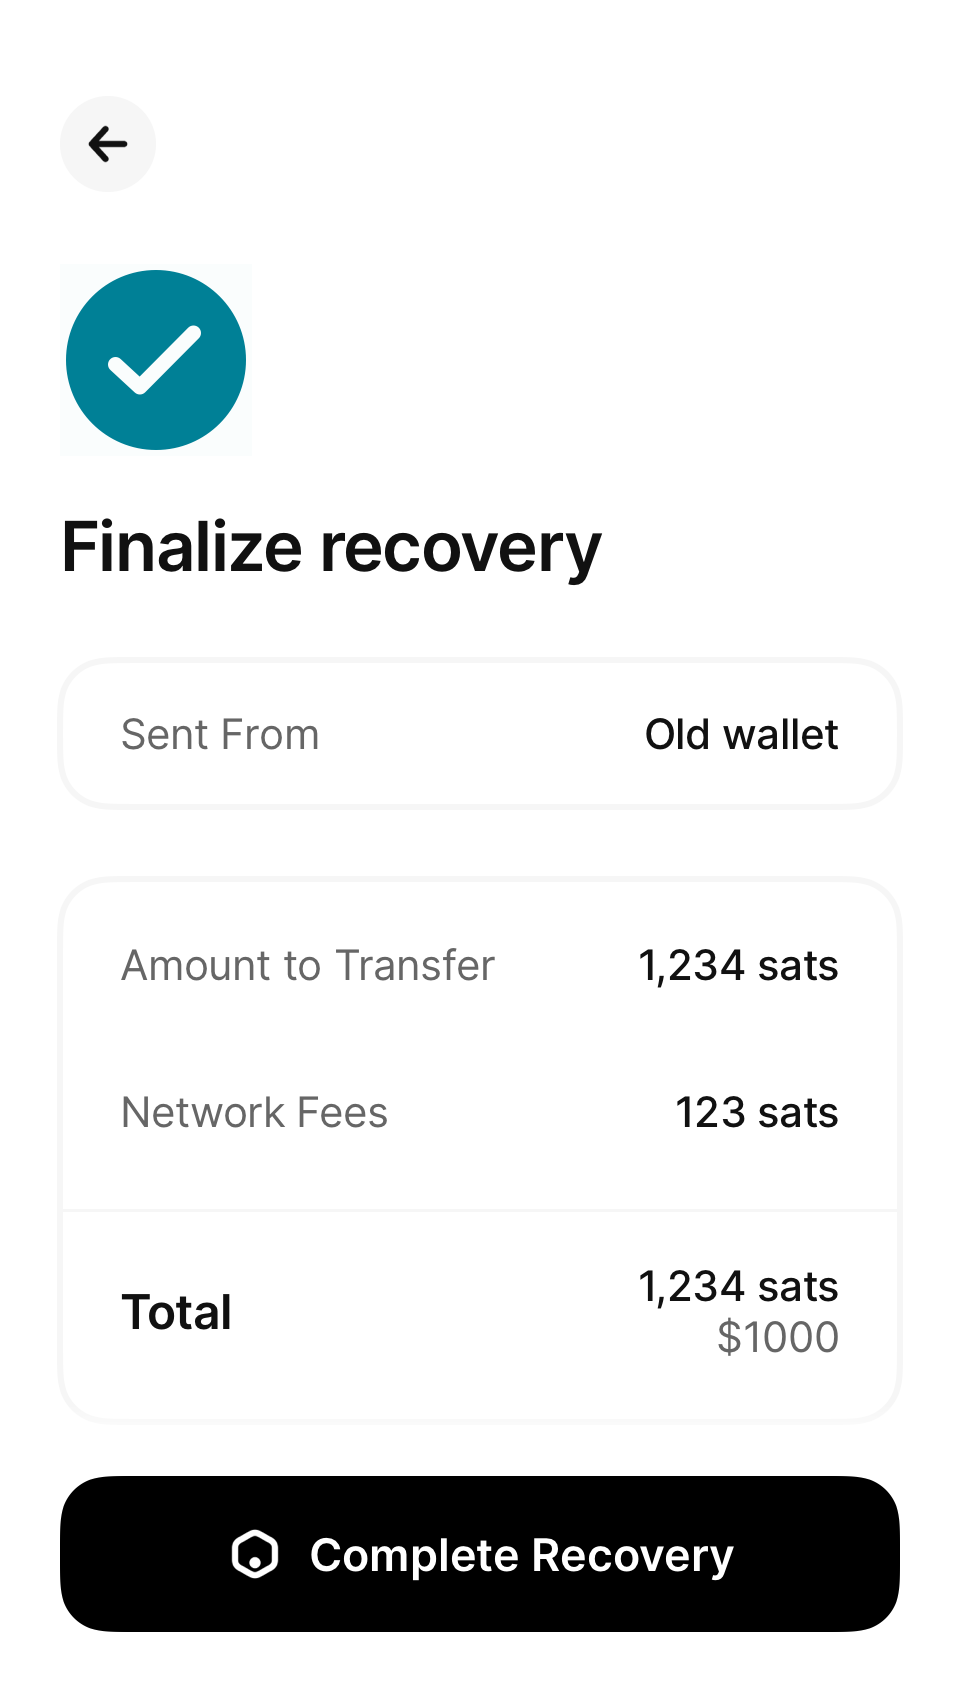 Finalize recovery
Sent From Old wallet
Amount to Transfer 1,234 sats
Network Fees 123 sats
Total 1,234 sats
$1000
Complete Recovery